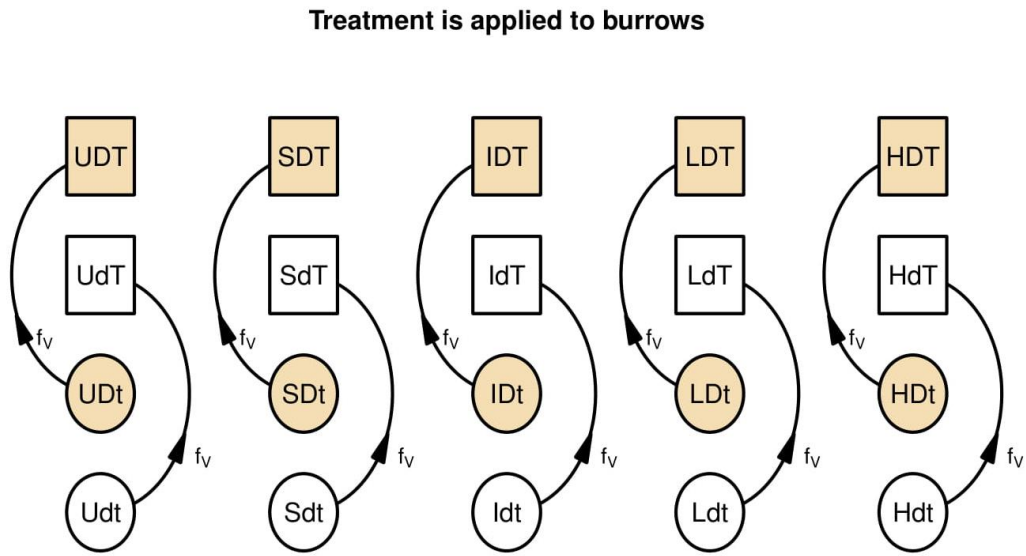 Treatment is applied to burrows
UDT SDT IDT LDT HDT
UdT SdT IdT LdT HdT
fV fV fV fV fV
UDt SDt IDt LDt HDt
fV fV fV fV fV
Udt Sdt Idt Ldt Hdt